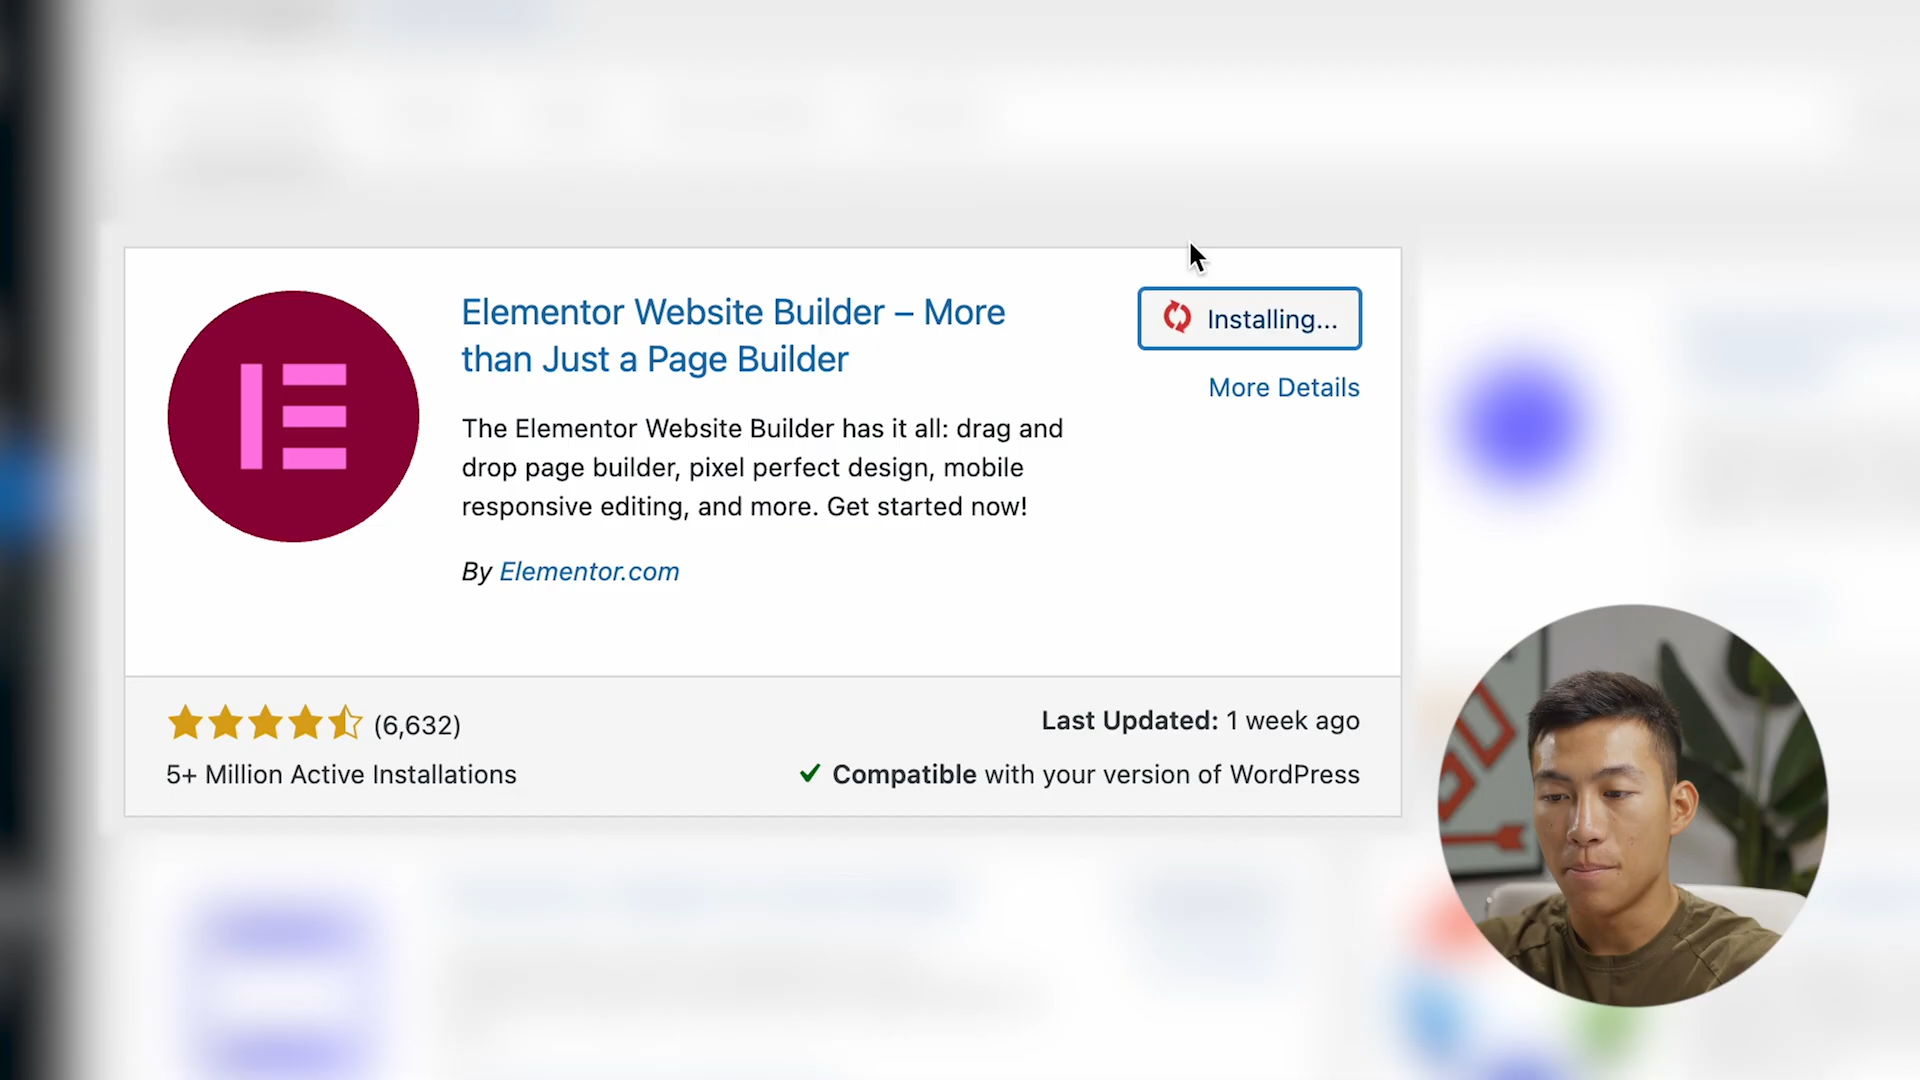 Elementor Website Builder – More
than Just a Page Builder
Installing...
More Details
The Elementor Website Builder has it all: drag and
drop page builder, pixel perfect design, mobile
responsive editing, and more. Get started now!
By Elementor.com
(6,632)
Last Updated: 1 week ago
5+ Million Active Installations
Compatible with your version of WordPress